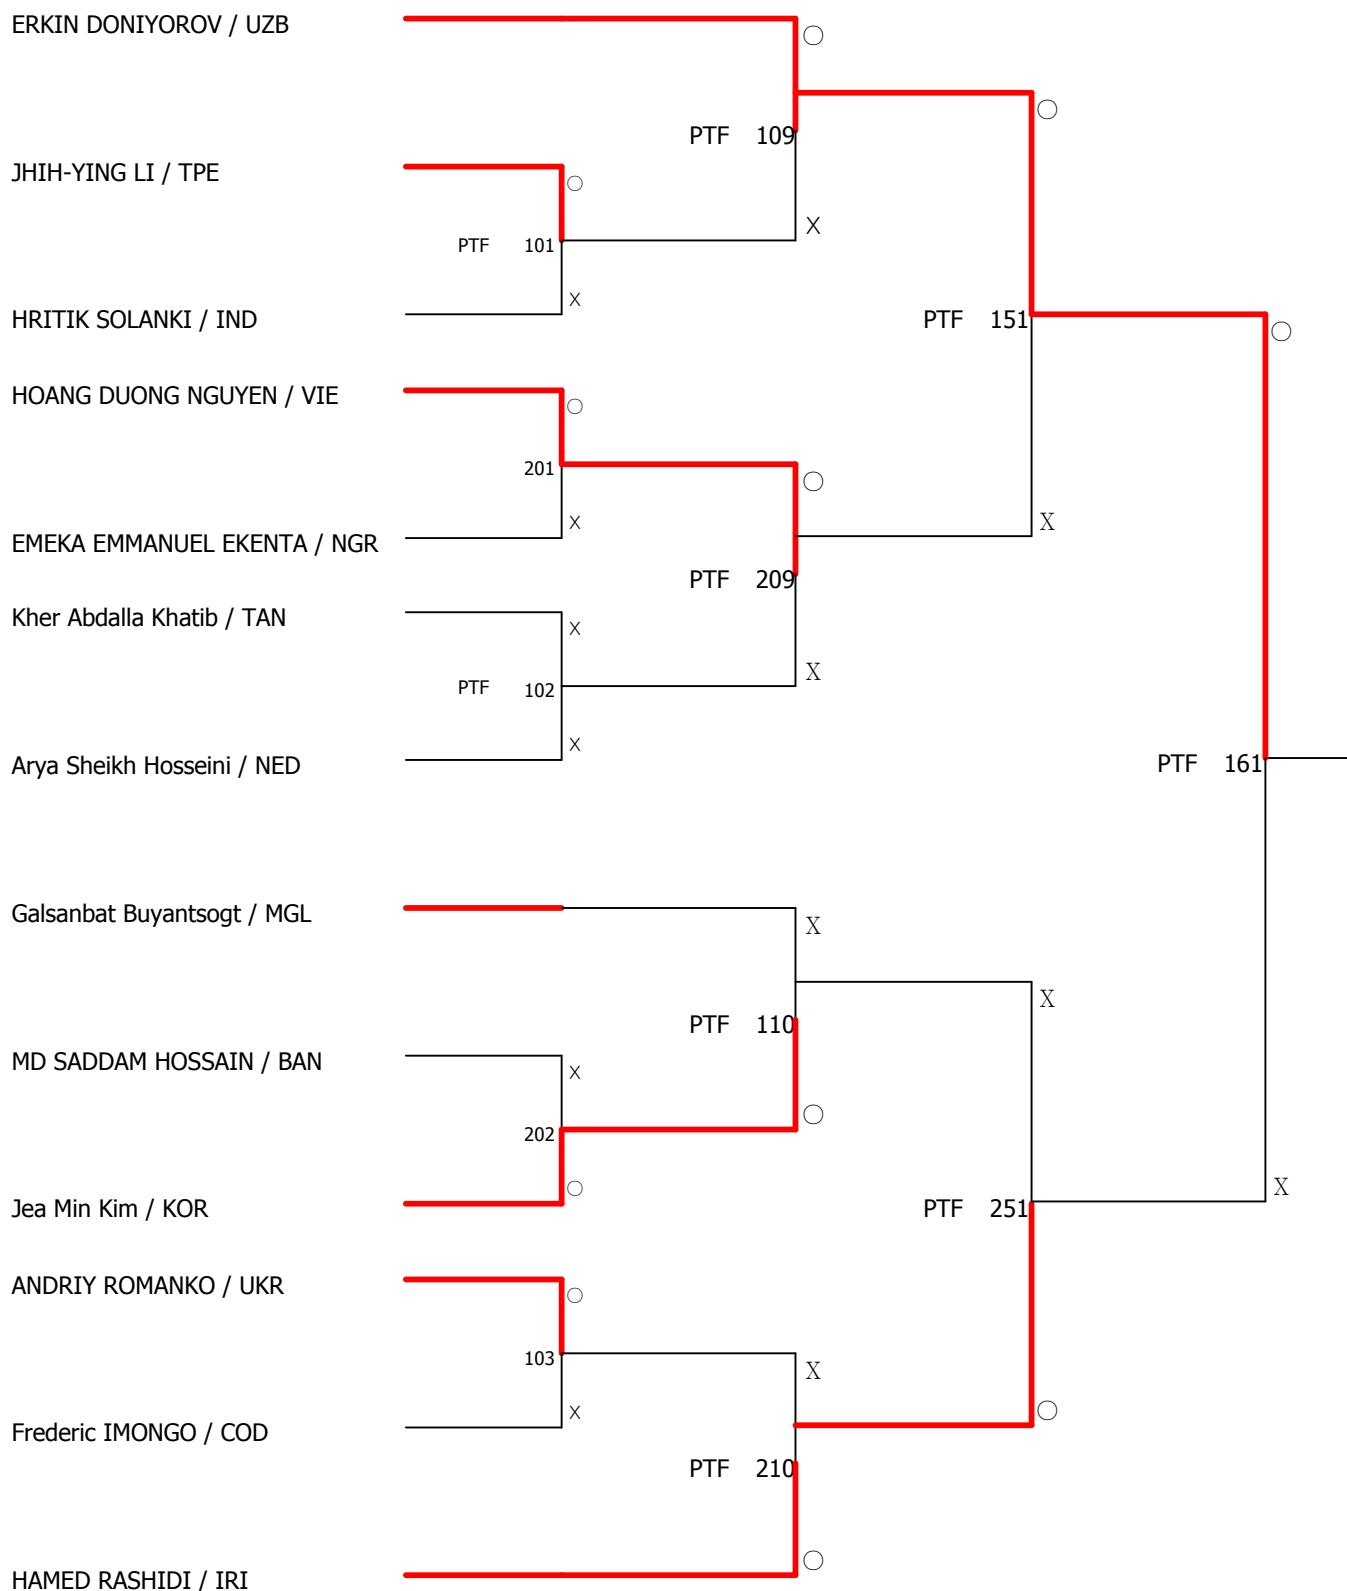 ERKIN DONIYOROV / UZB
○
○
PTF 109
JHIH-YING LI / TPE
○
X
PTF 101
X
HRITIK SOLANKI / IND
PTF 151
○
HOANG DUONG NGUYEN / VIE
○
201
○
X
X
EMEKA EMMANUEL EKENTA / NGR
PTF 209
Kher Abdalla Khatib / TAN
X
X
PTF 102
X
Arya Sheikh Hosseini / NED
PTF 161
Galsanbat Buyantsogt / MGL
X
X
PTF 110
MD SADDAM HOSSAIN / BAN
X
○
202
○
X
Jea Min Kim / KOR
PTF 251
ANDRIY ROMANKO / UKR
○
103
X
X
○
Frederic IMONGO / COD
PTF 210
○
HAMED RASHIDI / IRI